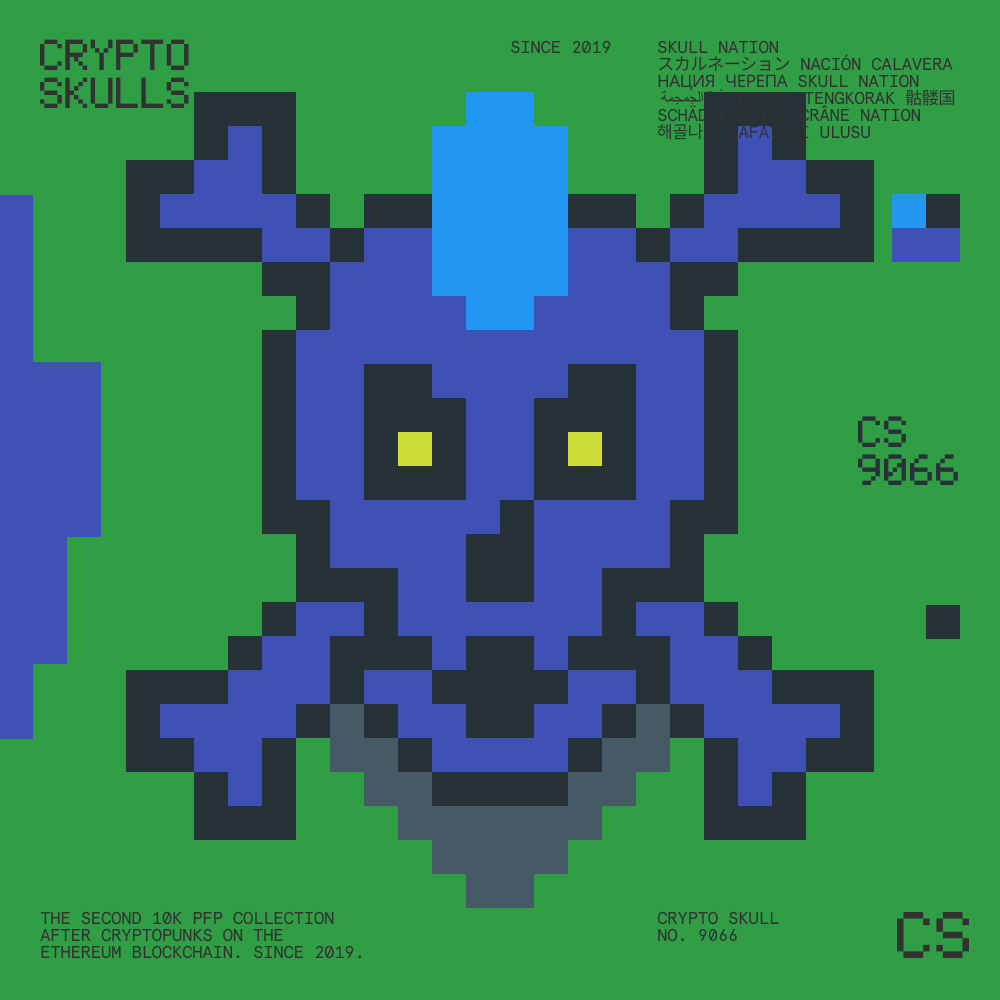 CRYPTO
SKULLS
SINCE 2019
SKULL NATION
スカルネーション NACIÓN CALAVERA
НАЦИЯ ЧЕРЕПА SKULL NATION
الجمجمة TENGKORAK 骷髅国
CRÂNE NATION
ULUSU
CS
9066
THE SECOND 10K PFP COLLECTION
AFTER CRYPTOPUNKS ON THE
ETHEREUM BLOCKCHAIN. SINCE 2019.
CRYPTO SKULL
NO. 9066
CS